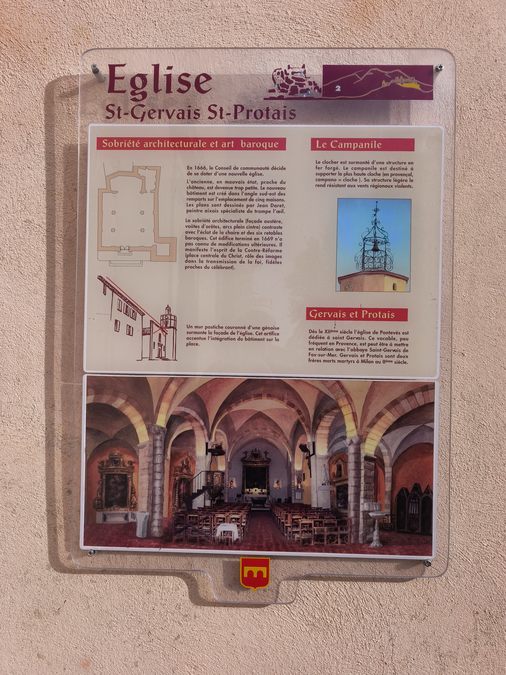 Eglise
St-Gervais St-Protais
2
Sobriété architecturale et art baroque
En 1666, le Conseil de communauté décide
de se doter d'une nouvelle église.
L'ancienne, en mauvais état, proche du
château, est devenue trop petite. Le nouveau
bâtiment est créé dans l'angle sud-est des
remparts sur l'emplacement de cinq maisons.
Les plans sont dessinés par Jean Daret,
peintre aixois spécialiste du trompe l'œil.
La sobriété architecturale (façade austère,
voûtes d'arêtes, arcs plein cintre) contraste
avec l'éclat de la chaire et des six retables
baroques. Cet édifice terminé en 1669 n'a
pas connu de modifications ultérieures. Il
manifeste l'esprit de la Contre-Réforme
(place centrale du Christ, rôle des images
dans la transmission de la foi, fidèles
proches du célébrant).
Un mur postiche couronné d'une génoise
surmonte la façade de l'église. Cet artifice
accentue l'intégration du bâtiment sur la
place.
Le Campanile
Le clocher est surmonté d'une structure en
fer forgé. Le campanile est destiné à
supporter la plus haute cloche (en provençal,
campano = cloche). Sa structure légère le
rend résistant aux vents régionaux violents.
Gervais et Protais
Dès le XIIème siècle l'église de Pontevès est
dédiée à saint Gervais. Ce vocable, peu
fréquent en Provence, est peut être à mettre
en relation avec l'abbaye Saint-Gervais de
Fos-sur-Mer. Gervais et Protais sont deux
frères morts martyrs à Milan au IIème siècle.